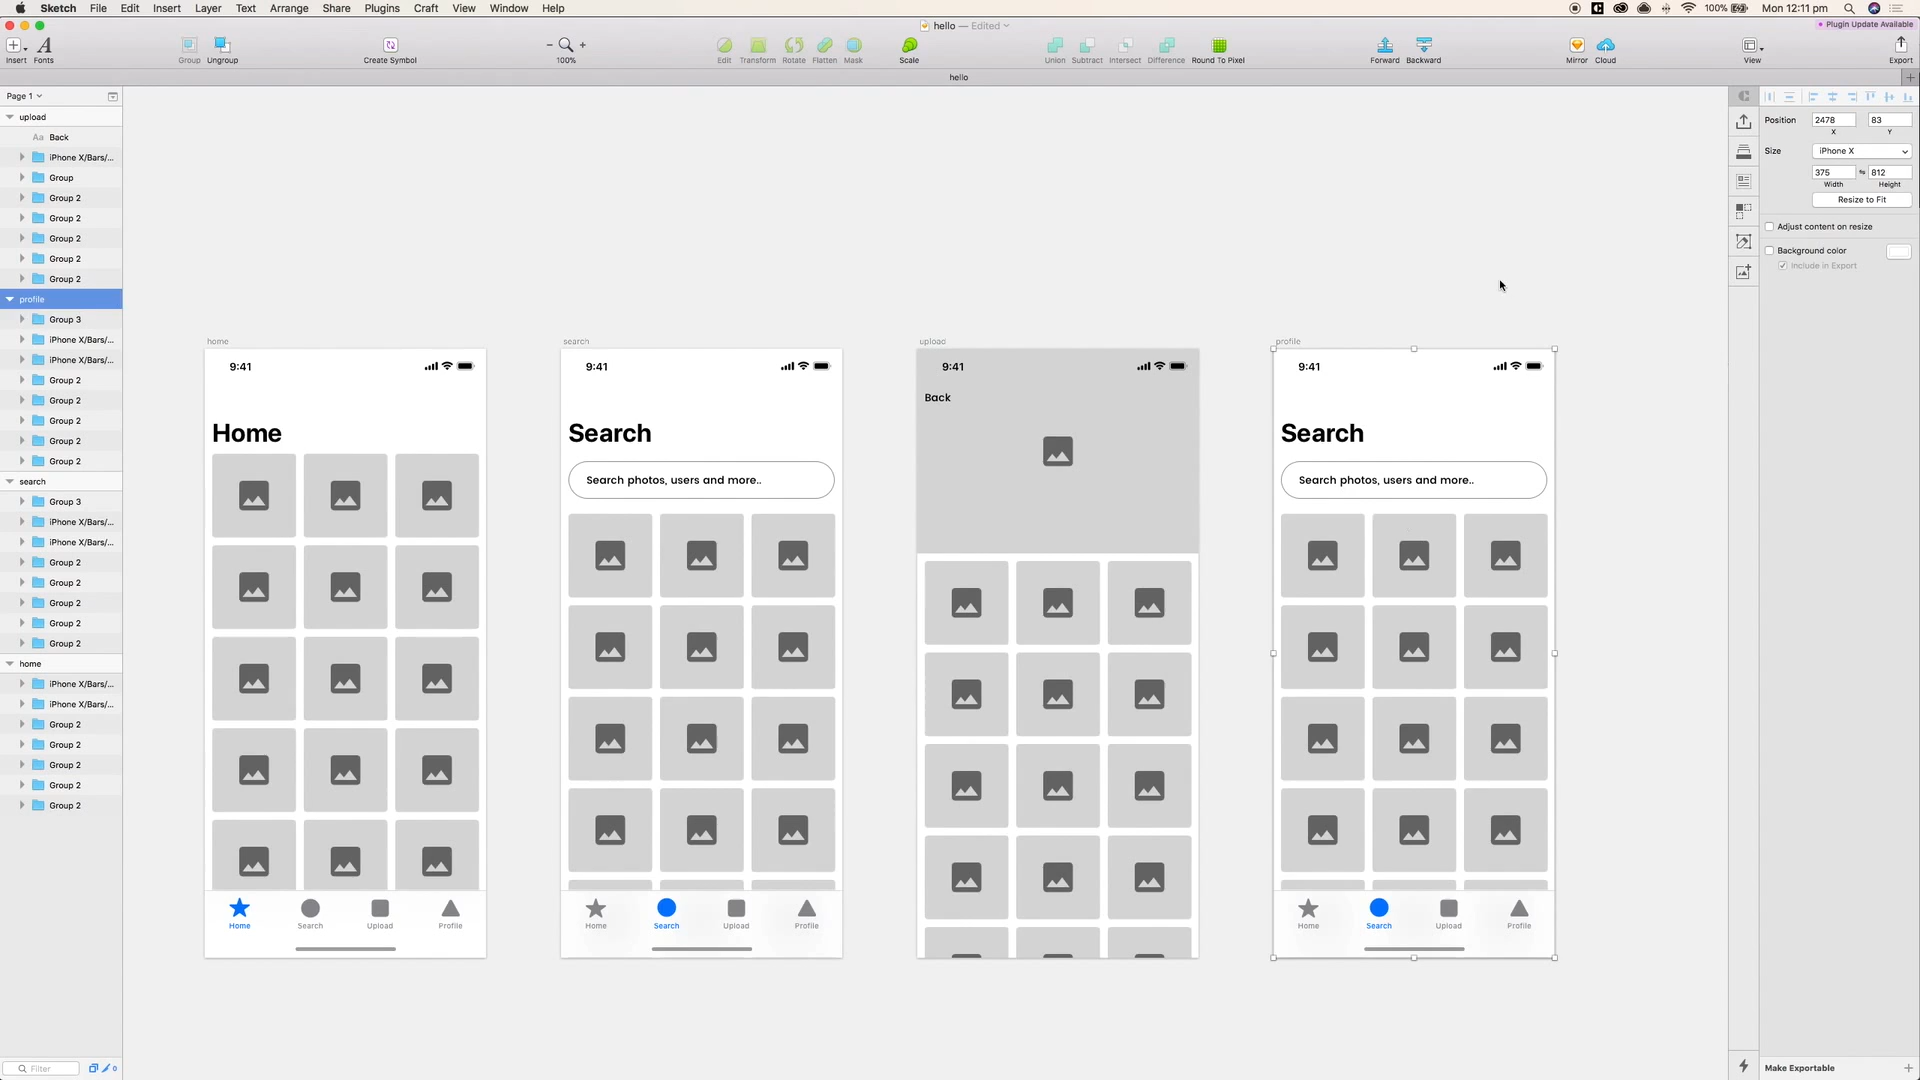 Sketch File Edit Insert Layer Text Arrange Share Plugins Craft View Window Help
100% Mon 12:11 pm
hello — Edited
Plugin Update Available
Insert Fonts Group Ungroup Create Symbol 100% Edit Transform Rotate Flatten Mask Scale Union Subtract Intersect Difference Round To Pixel Forward Backward Mirror Cloud View Export
hello
Page 1
upload
Aa Back
iPhone X/Bars/...
Group
Group 2
Group 2
Group 2
Group 2
Group 2
profile
Group 3
iPhone X/Bars/...
iPhone X/Bars/...
Group 2
Group 2
Group 2
Group 2
Group 2
search
Group 3
iPhone X/Bars/...
iPhone X/Bars/...
Group 2
Group 2
Group 2
Group 2
Group 2
home
iPhone X/Bars/...
iPhone X/Bars/...
Group 2
Group 2
Group 2
Group 2
Group 2
Filter
0
home
9:41
Home
Home Search Upload Profile
search
9:41
Search
Search photos, users and more..
Home Search Upload Profile
upload
9:41
Back
profile
9:41
Search
Search photos, users and more..
Home Search Upload Profile
Position 2478 83
X Y
Size iPhone X
375 812
Width Height
Resize to Fit
Adjust content on resize
Background color
Include in Export
Make Exportable